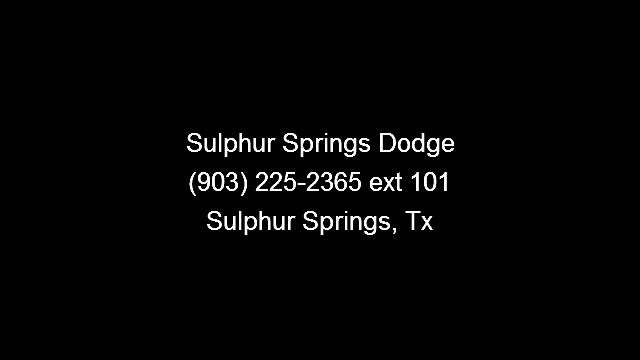 Sulphur Springs Dodge
(903) 225-2365 ext 101
Sulphur Springs, Tx